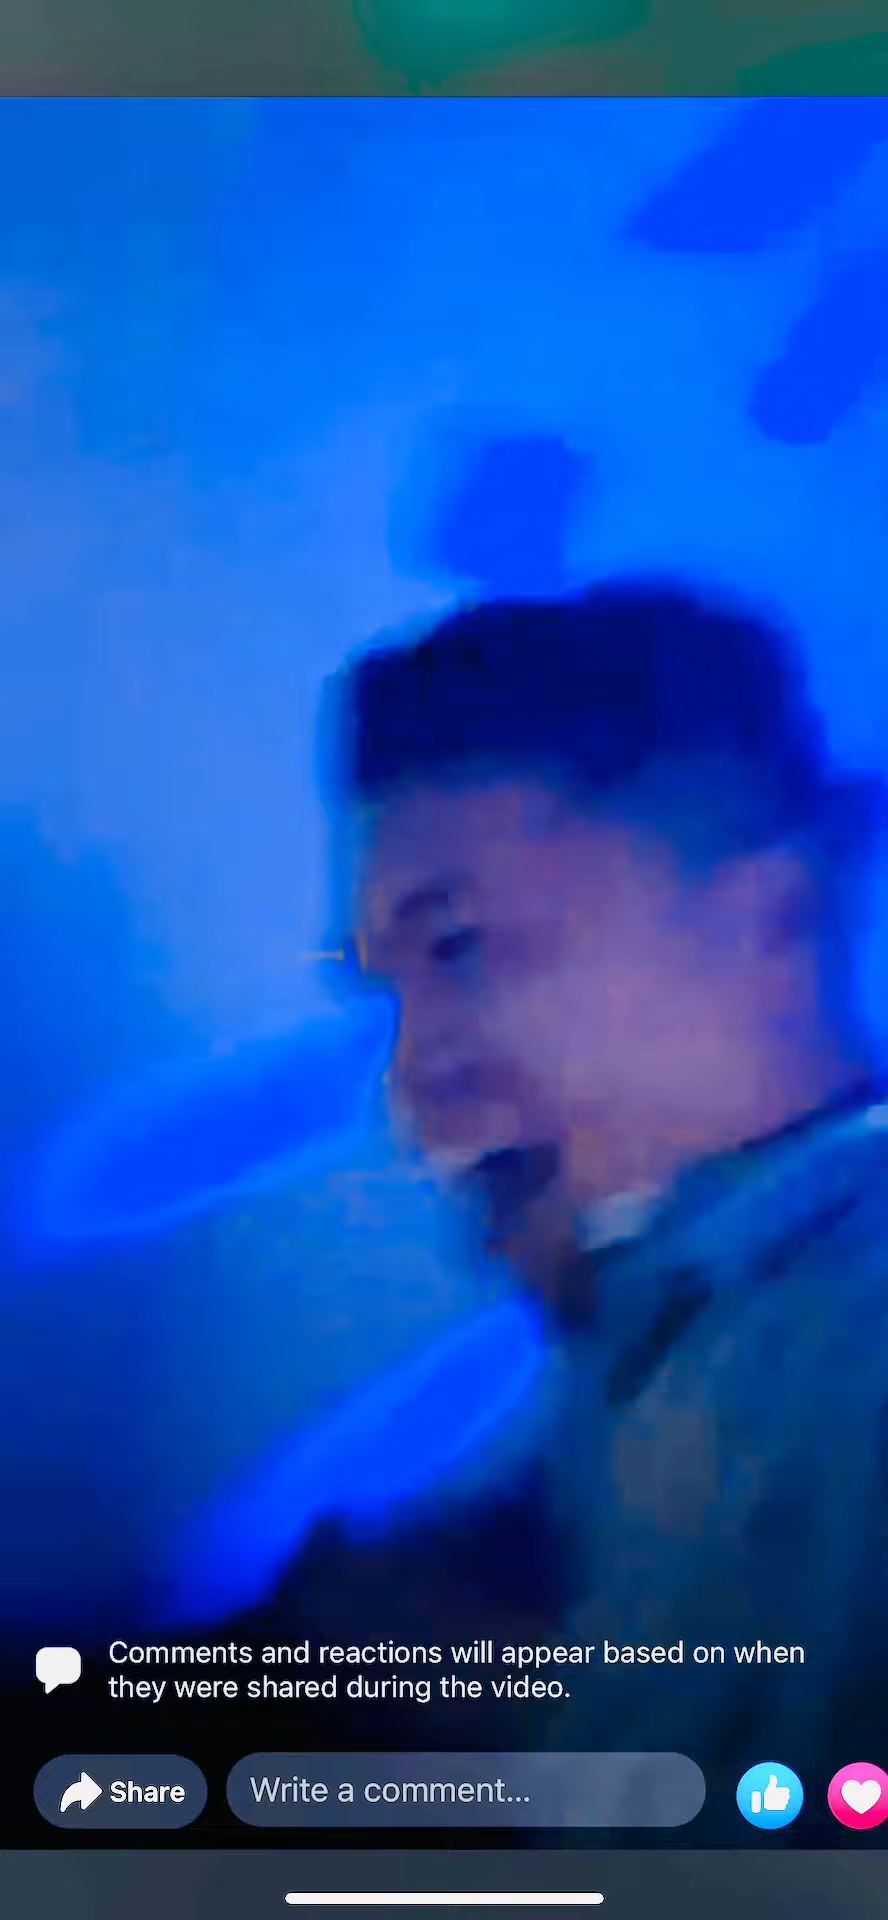 Comments and reactions will appear based on when
they were shared during the video.
Share
Write a comment...